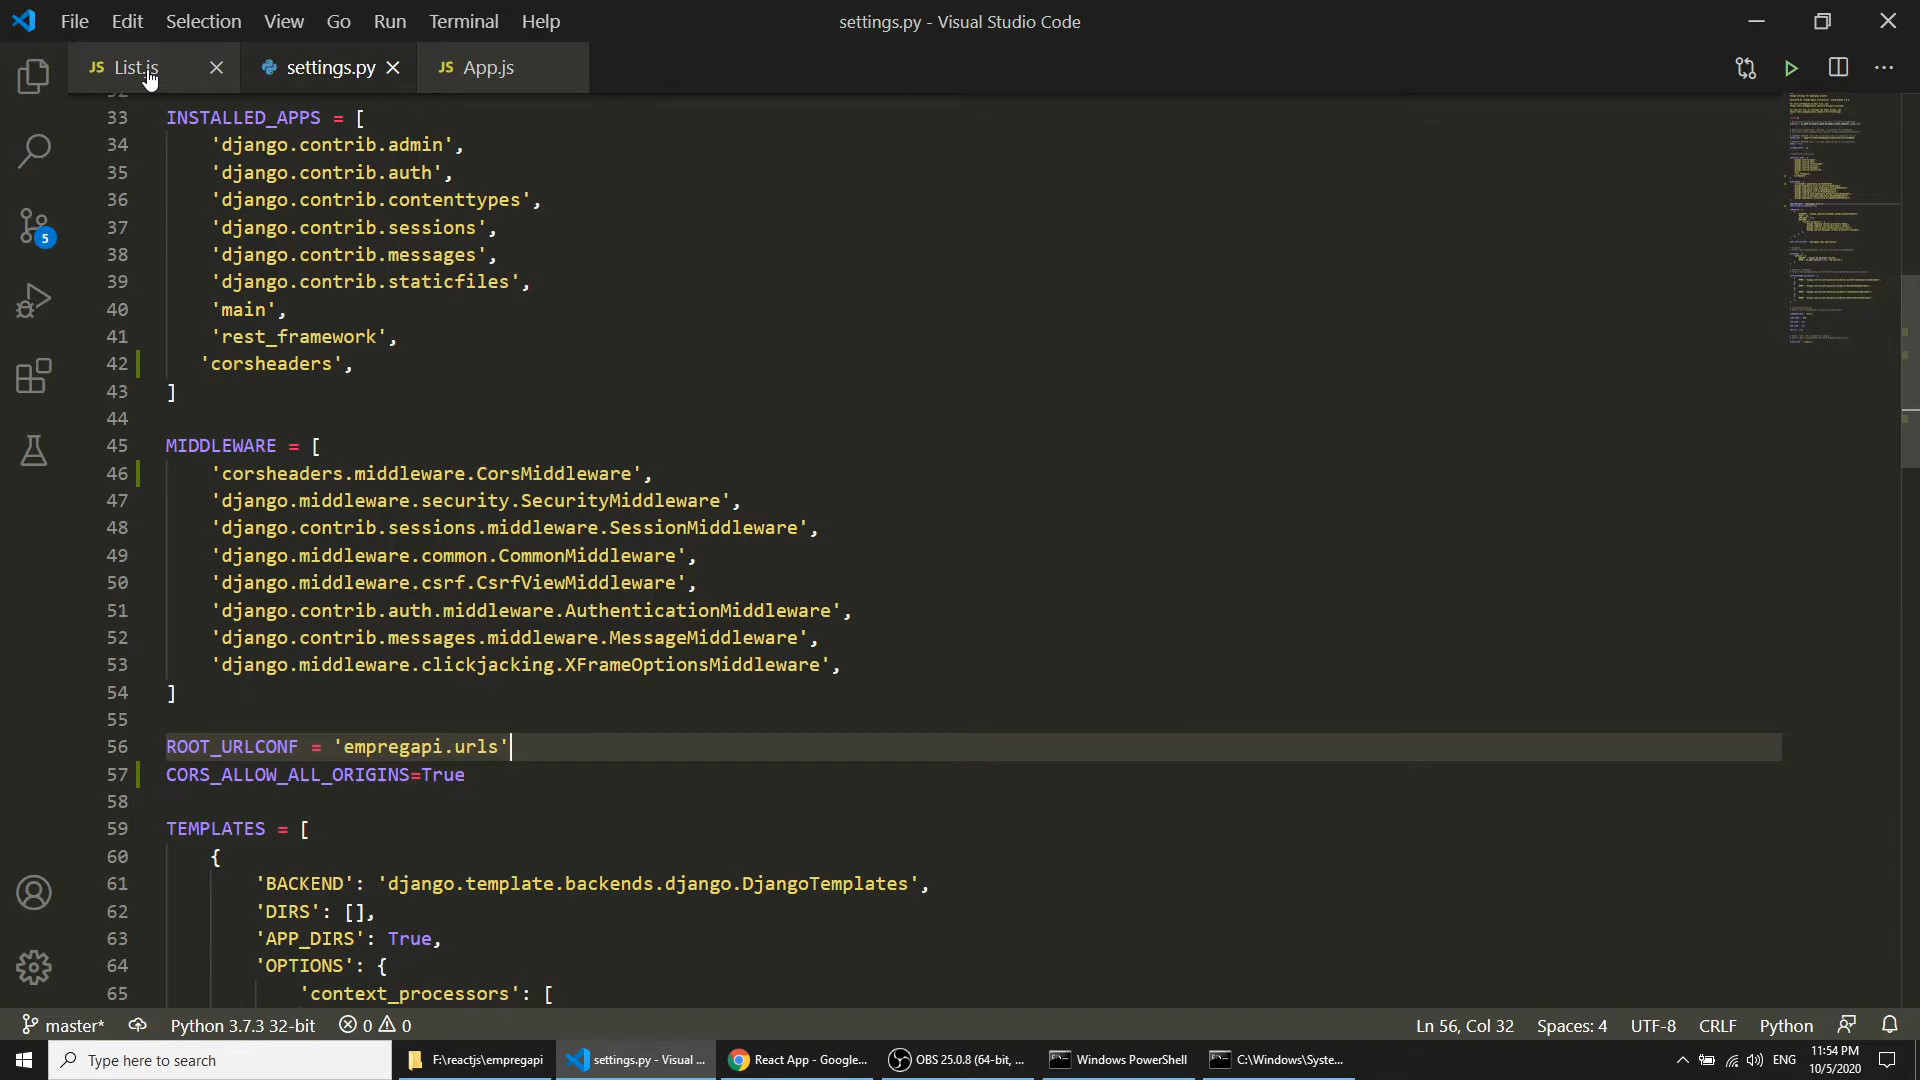 File Edit Selection View Go Run Terminal Help
settings.py - Visual Studio Code
JS List.js
settings.py
JS App.js
32
33 INSTALLED_APPS = [
34 'django.contrib.admin',
35 'django.contrib.auth',
36 'django.contrib.contenttypes',
37 'django.contrib.sessions',
38 'django.contrib.messages',
39 'django.contrib.staticfiles',
40 'main',
41 'rest_framework',
42 'corsheaders',
43 ]
44
45 MIDDLEWARE = [
46 'corsheaders.middleware.CorsMiddleware',
47 'django.middleware.security.SecurityMiddleware',
48 'django.contrib.sessions.middleware.SessionMiddleware',
49 'django.middleware.common.CommonMiddleware',
50 'django.middleware.csrf.CsrfViewMiddleware',
51 'django.contrib.auth.middleware.AuthenticationMiddleware',
52 'django.contrib.messages.middleware.MessageMiddleware',
53 'django.middleware.clickjacking.XFrameOptionsMiddleware',
54 ]
55
56 ROOT_URLCONF = 'empregapi.urls'
57 CORS_ALLOW_ALL_ORIGINS=True
58
59 TEMPLATES = [
60 {
61 'BACKEND': 'django.template.backends.django.DjangoTemplates',
62 'DIRS': [],
63 'APP_DIRS': True,
64 'OPTIONS': {
65 'context_processors': [
5
master* Python 3.7.3 32-bit 0 0
Ln 56, Col 32 Spaces: 4 UTF-8 CRLF Python
Type here to search
F:\reactjs\empregapi
settings.py - Visual ...
React App - Google...
OBS 25.0.8 (64-bit, ...
Windows PowerShell
C:\Windows\Syste...
ENG
11:54 PM
10/5/2020